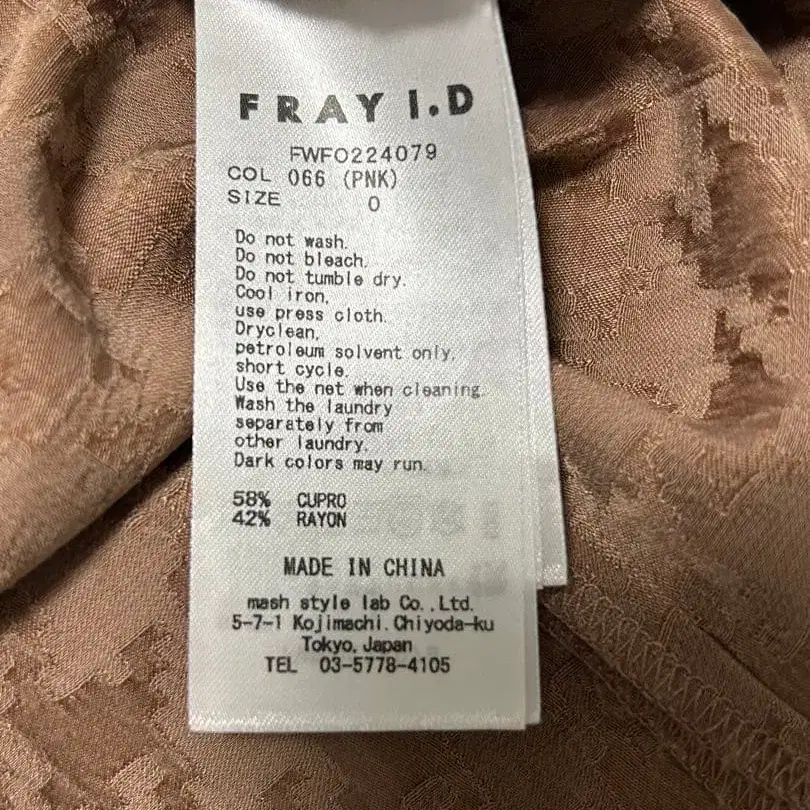 FRAY I.D
FWFO224079
COL 066 (PNK)
SIZE 0
Do not wash.
Do not bleach.
Do not tumble dry.
Cool iron,
use press cloth.
Dryclean,
petroleum solvent only,
short cycle.
Use the net when cleaning.
Wash the laundry
separately from
other laundry.
Dark colors may run.
58% CUPRO
42% RAYON
MADE IN CHINA
mash style lab Co.,Ltd.
5-7-1 Kojimachi.Chiyoda-ku
Tokyo, Japan
TEL 03-5778-4105